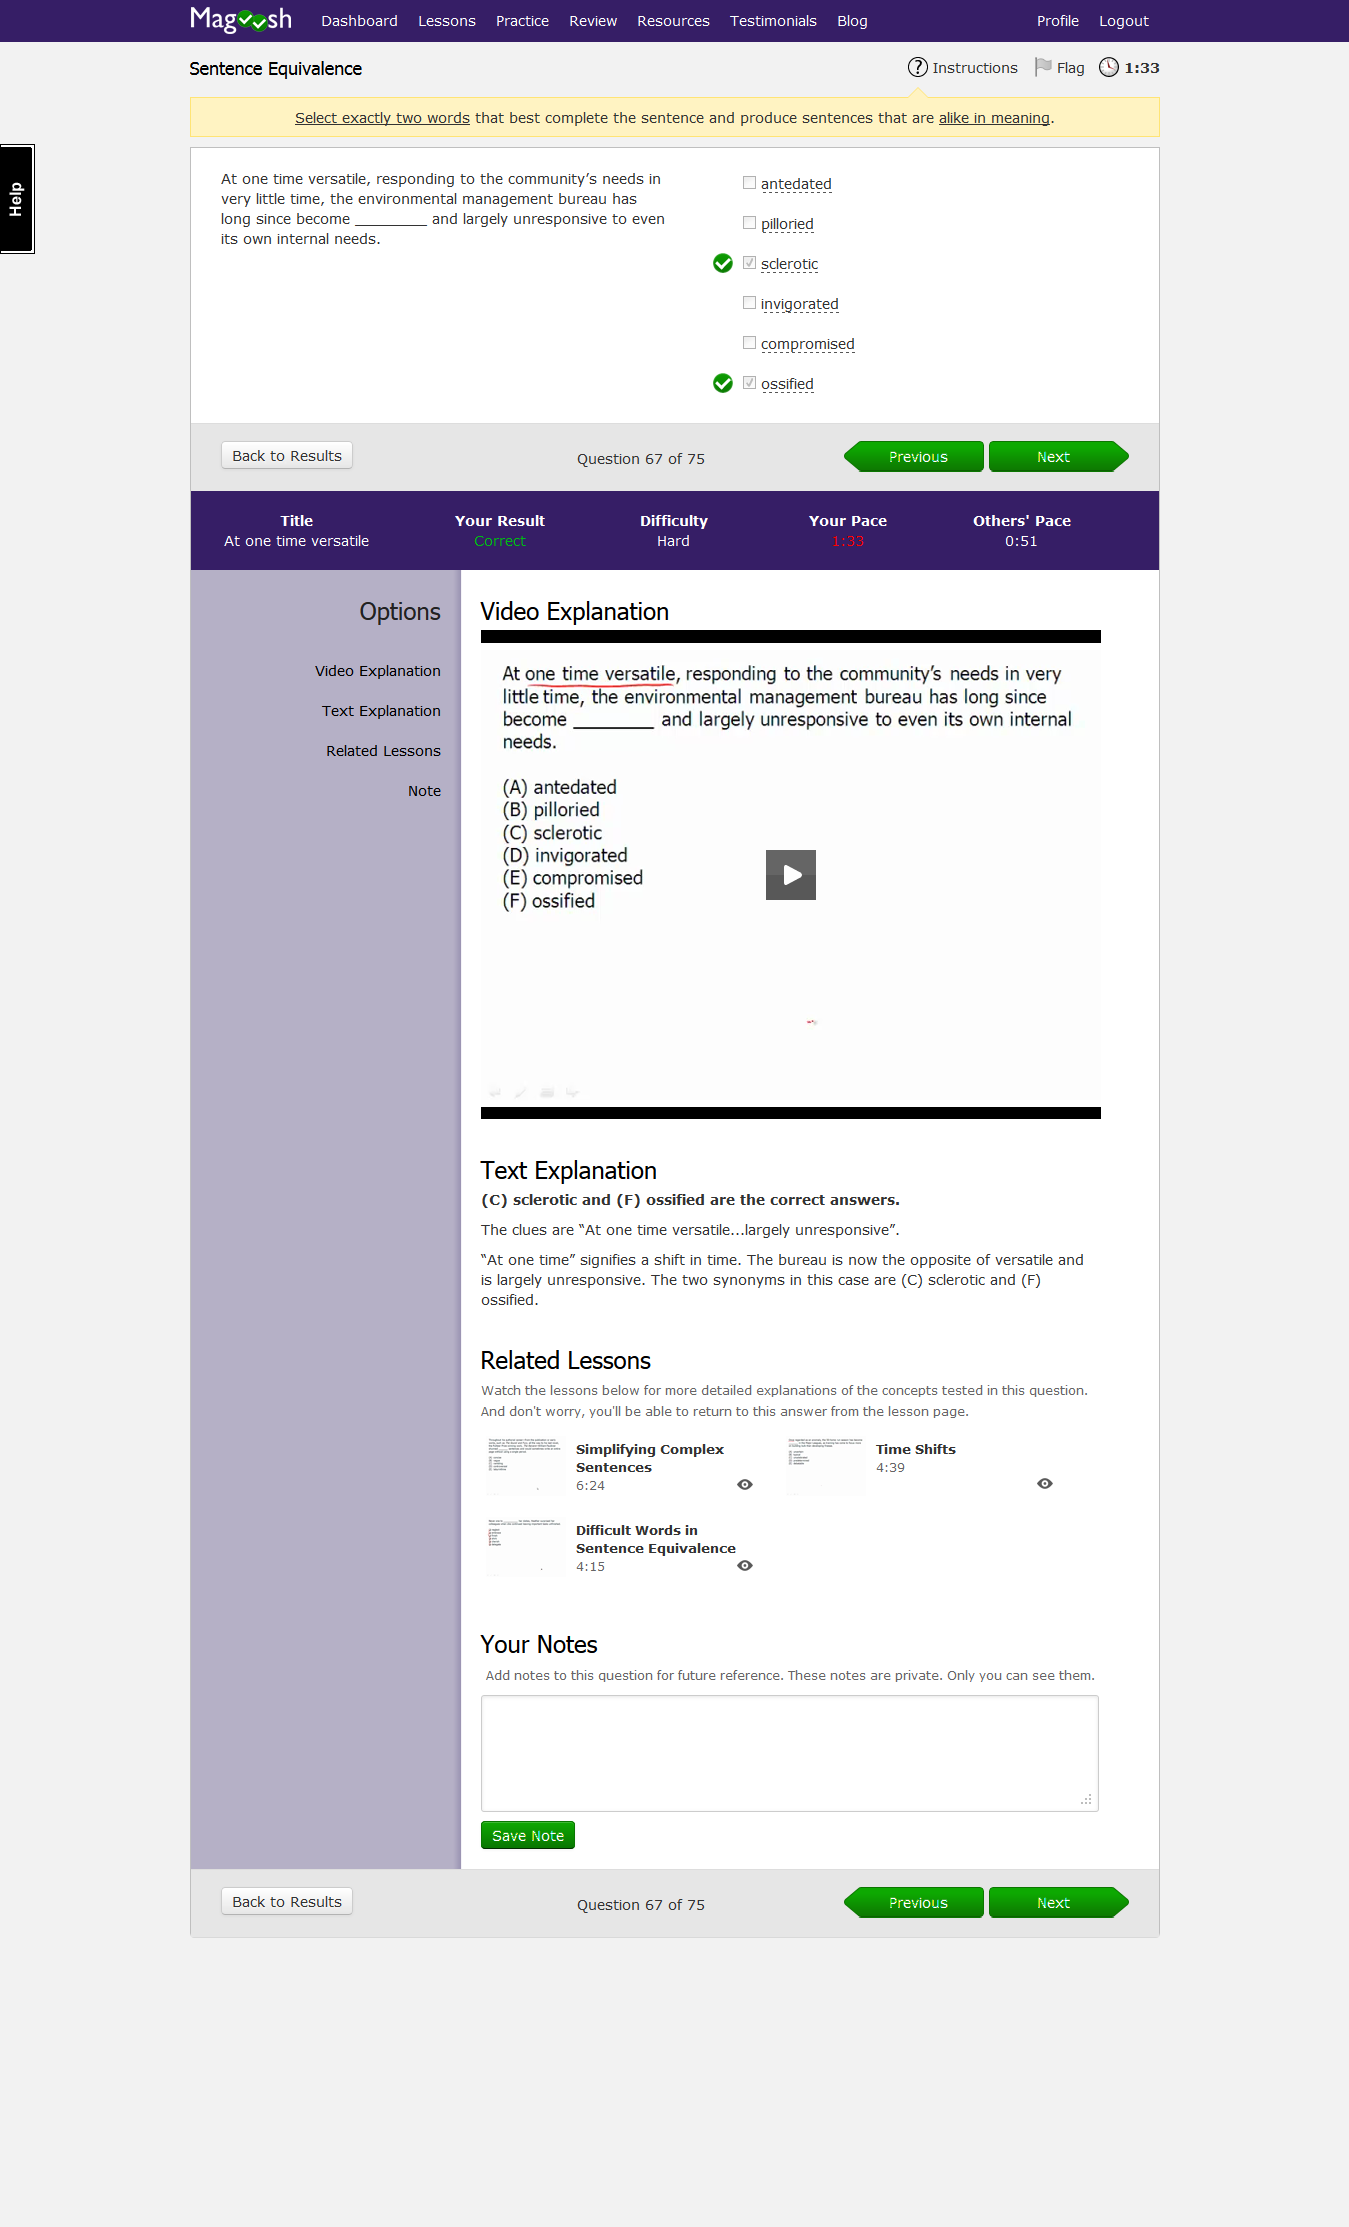 Magoosh Dashboard Lessons Practice Review Resources Testimonials Blog Profile Logout
Sentence Equivalence Instructions Flag 1:33
Select exactly two words that best complete the sentence and produce sentences that are alike in meaning.
Help
At one time versatile, responding to the community’s needs in
very little time, the environmental management bureau has
long since become _________ and largely unresponsive to even
its own internal needs.
antedated
pilloried
sclerotic
invigorated
compromised
ossified
Back to Results Question 67 of 75 Previous Next
Title Your Result Difficulty Your Pace Others' Pace
At one time versatile Correct Hard 1:33 0:51
Options
Video Explanation
Text Explanation
Related Lessons
Note
Video Explanation
At one time versatile, responding to the community’s needs in very
little time, the environmental management bureau has long since
become ________ and largely unresponsive to even its own internal
needs.
(A) antedated
(B) pilloried
(C) sclerotic
(D) invigorated
(E) compromised
(F) ossified
Text Explanation
(C) sclerotic and (F) ossified are the correct answers.
The clues are “At one time versatile...largely unresponsive”.
“At one time” signifies a shift in time. The bureau is now the opposite of versatile and
is largely unresponsive. The two synonyms in this case are (C) sclerotic and (F)
ossified.
Related Lessons
Watch the lessons below for more detailed explanations of the concepts tested in this question.
And don't worry, you'll be able to return to this answer from the lesson page.
Simplifying Complex
Sentences
6:24
Time Shifts
4:39
Difficult Words in
Sentence Equivalence
4:15
Your Notes
Add notes to this question for future reference. These notes are private. Only you can see them.
Save Note
Back to Results Question 67 of 75 Previous Next